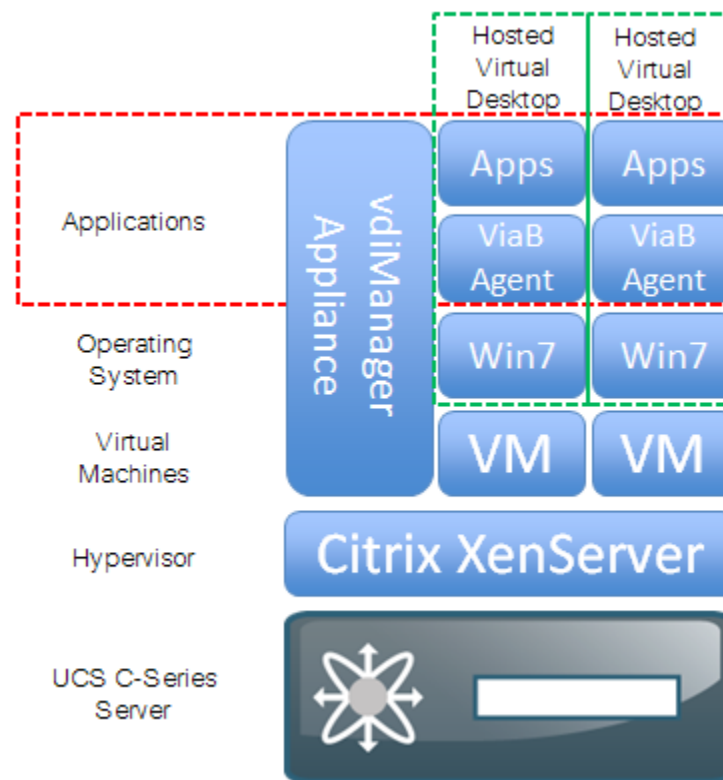 Hosted
Virtual
Desktop
Hosted
Virtual
Desktop
Applications
vdiManager
Appliance
Apps
Apps
ViaB
Agent
ViaB
Agent
Operating
System
Win7
Win7
Virtual
Machines
VM
VM
Hypervisor
Citrix XenServer
UCS C-Series
Server